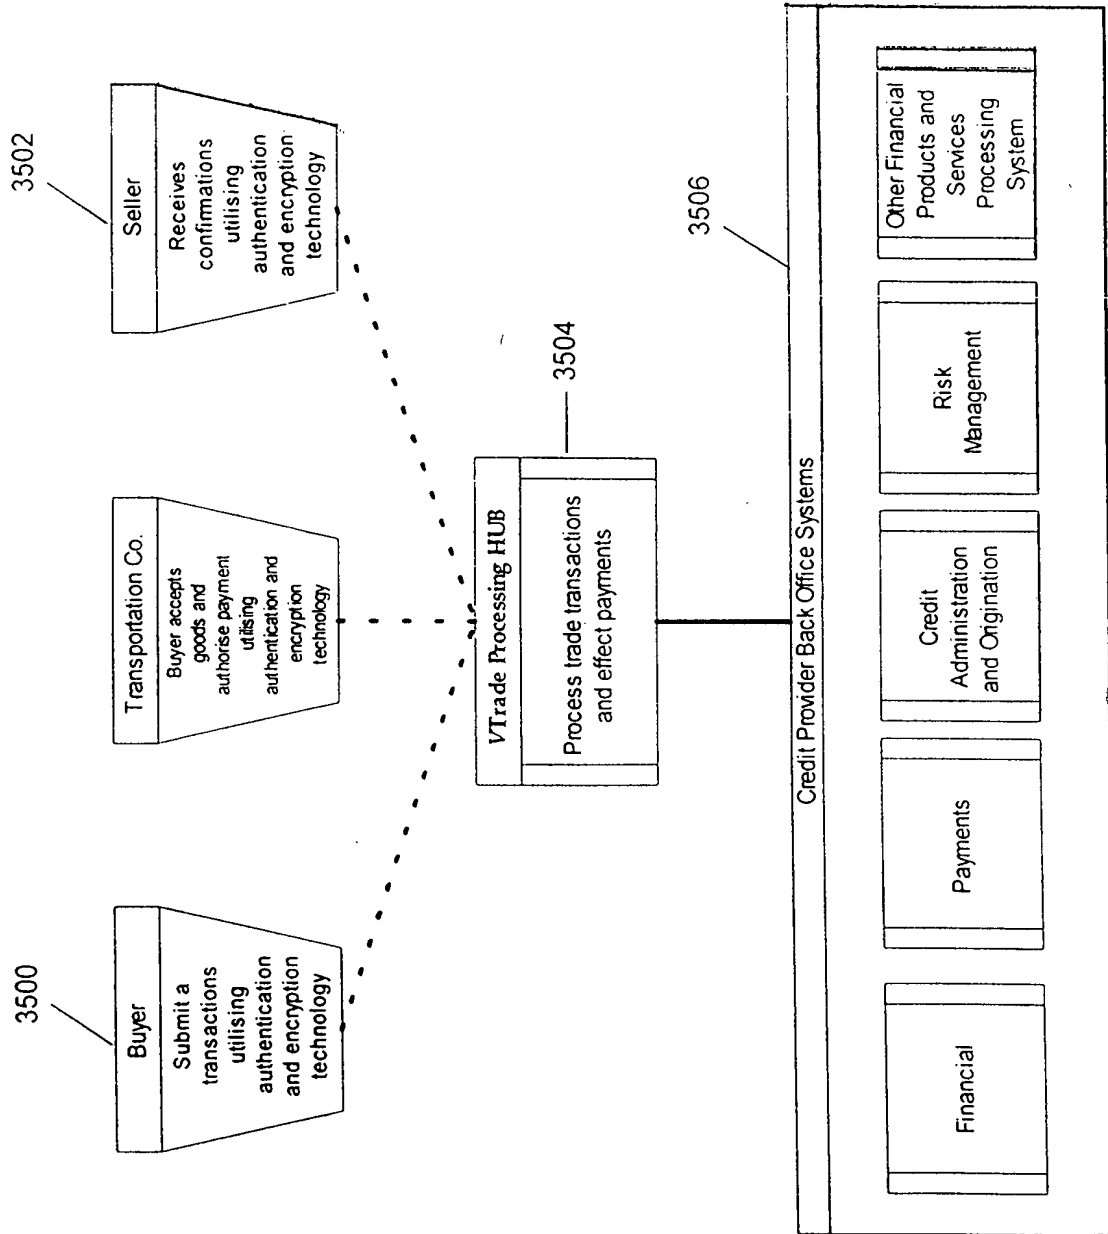 3500
Buyer
Submit a
transactions
utilising
authentication
and encryption
technology
Transportation Co.
Buyer accepts
goods and
authorise payment
utilising
authentication and
encryption
technology
3502
Seller
Receives
confirmations
utilising
authentication
and encryption
technology
VTrade Processing HUB
Process trade transactions
and effect payments
3504
3506
Credit Provider Back Office Systems
Financial
Payments
Credit
Administration
and Origination
Risk
Management
Other Financial
Products and
Services
Processing
System